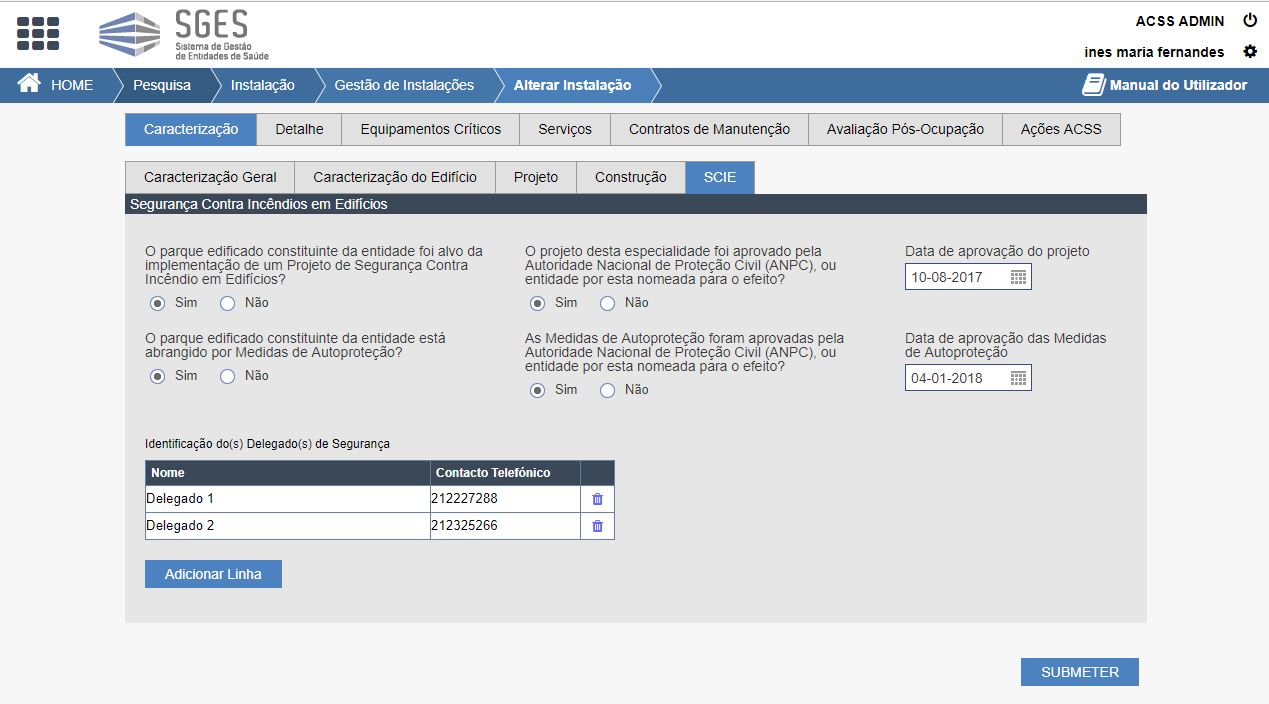 SGES
Sistema de Gestão
de Entidades de Saúde
ACSS ADMIN
ines maria fernandes
HOME
Pesquisa
Instalação
Gestão de Instalações
Alterar Instalação
Manual do Utilizador
Caracterização
Detalhe
Equipamentos Críticos
Serviços
Contratos de Manutenção
Avaliação Pós-Ocupação
Ações ACSS
Caracterização Geral
Caracterização do Edifício
Projeto
Construção
SCIE
Segurança Contra Incêndios em Edifícios
O parque edificado constituinte da entidade foi alvo da
implementação de um Projeto de Segurança Contra
Incêndio em Edifícios?
Sim
Não
O projeto desta especialidade foi aprovado pela
Autoridade Nacional de Proteção Civil (ANPC), ou
entidade por esta nomeada para o efeito?
Sim
Não
Data de aprovação do projeto
10-08-2017
O parque edificado constituinte da entidade está
abrangido por Medidas de Autoproteção?
Sim
Não
As Medidas de Autoproteção foram aprovadas pela
Autoridade Nacional de Proteção Civil (ANPC), ou
entidade por esta nomeada para o efeito?
Sim
Não
Data de aprovação das Medidas
de Autoproteção
04-01-2018
Identificação do(s) Delegado(s) de Segurança
Nome
Contacto Telefónico
Delegado 1
212227288
Delegado 2
212325266
Adicionar Linha
SUBMETER